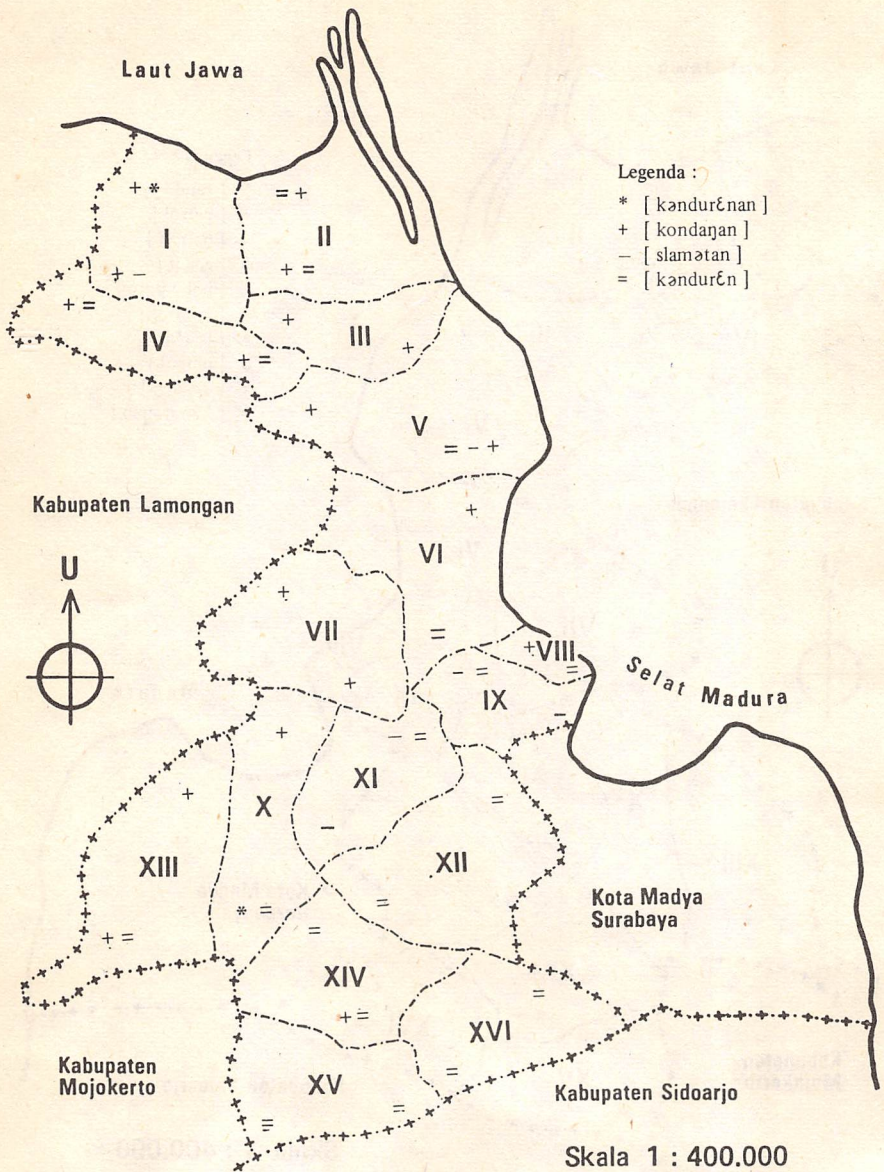 Laut Jawa
Legenda :
* [ kəndurɛnan ]
+ [ kondaŋan ]
– [ slamətan ]
= [ kəndurɛn ]
+ *
= +
I
II
+ –
+ =
+ =
+
III
IV
+
+ =
+
V
= – +
Kabupaten Lamongan
+
VI
U
+
VII
=
+ VIII
– =
=
Selat Madura
+
IX
–
+
– =
X
XI
+
=
–
XIII
XII
Kota Madya
Surabaya
* =
=
+ =
=
XIV
=
+ =
XVI
Kabupaten
Mojokerto
XV
=
=
=
Kabupaten Sidoarjo
Skala 1 : 400.000